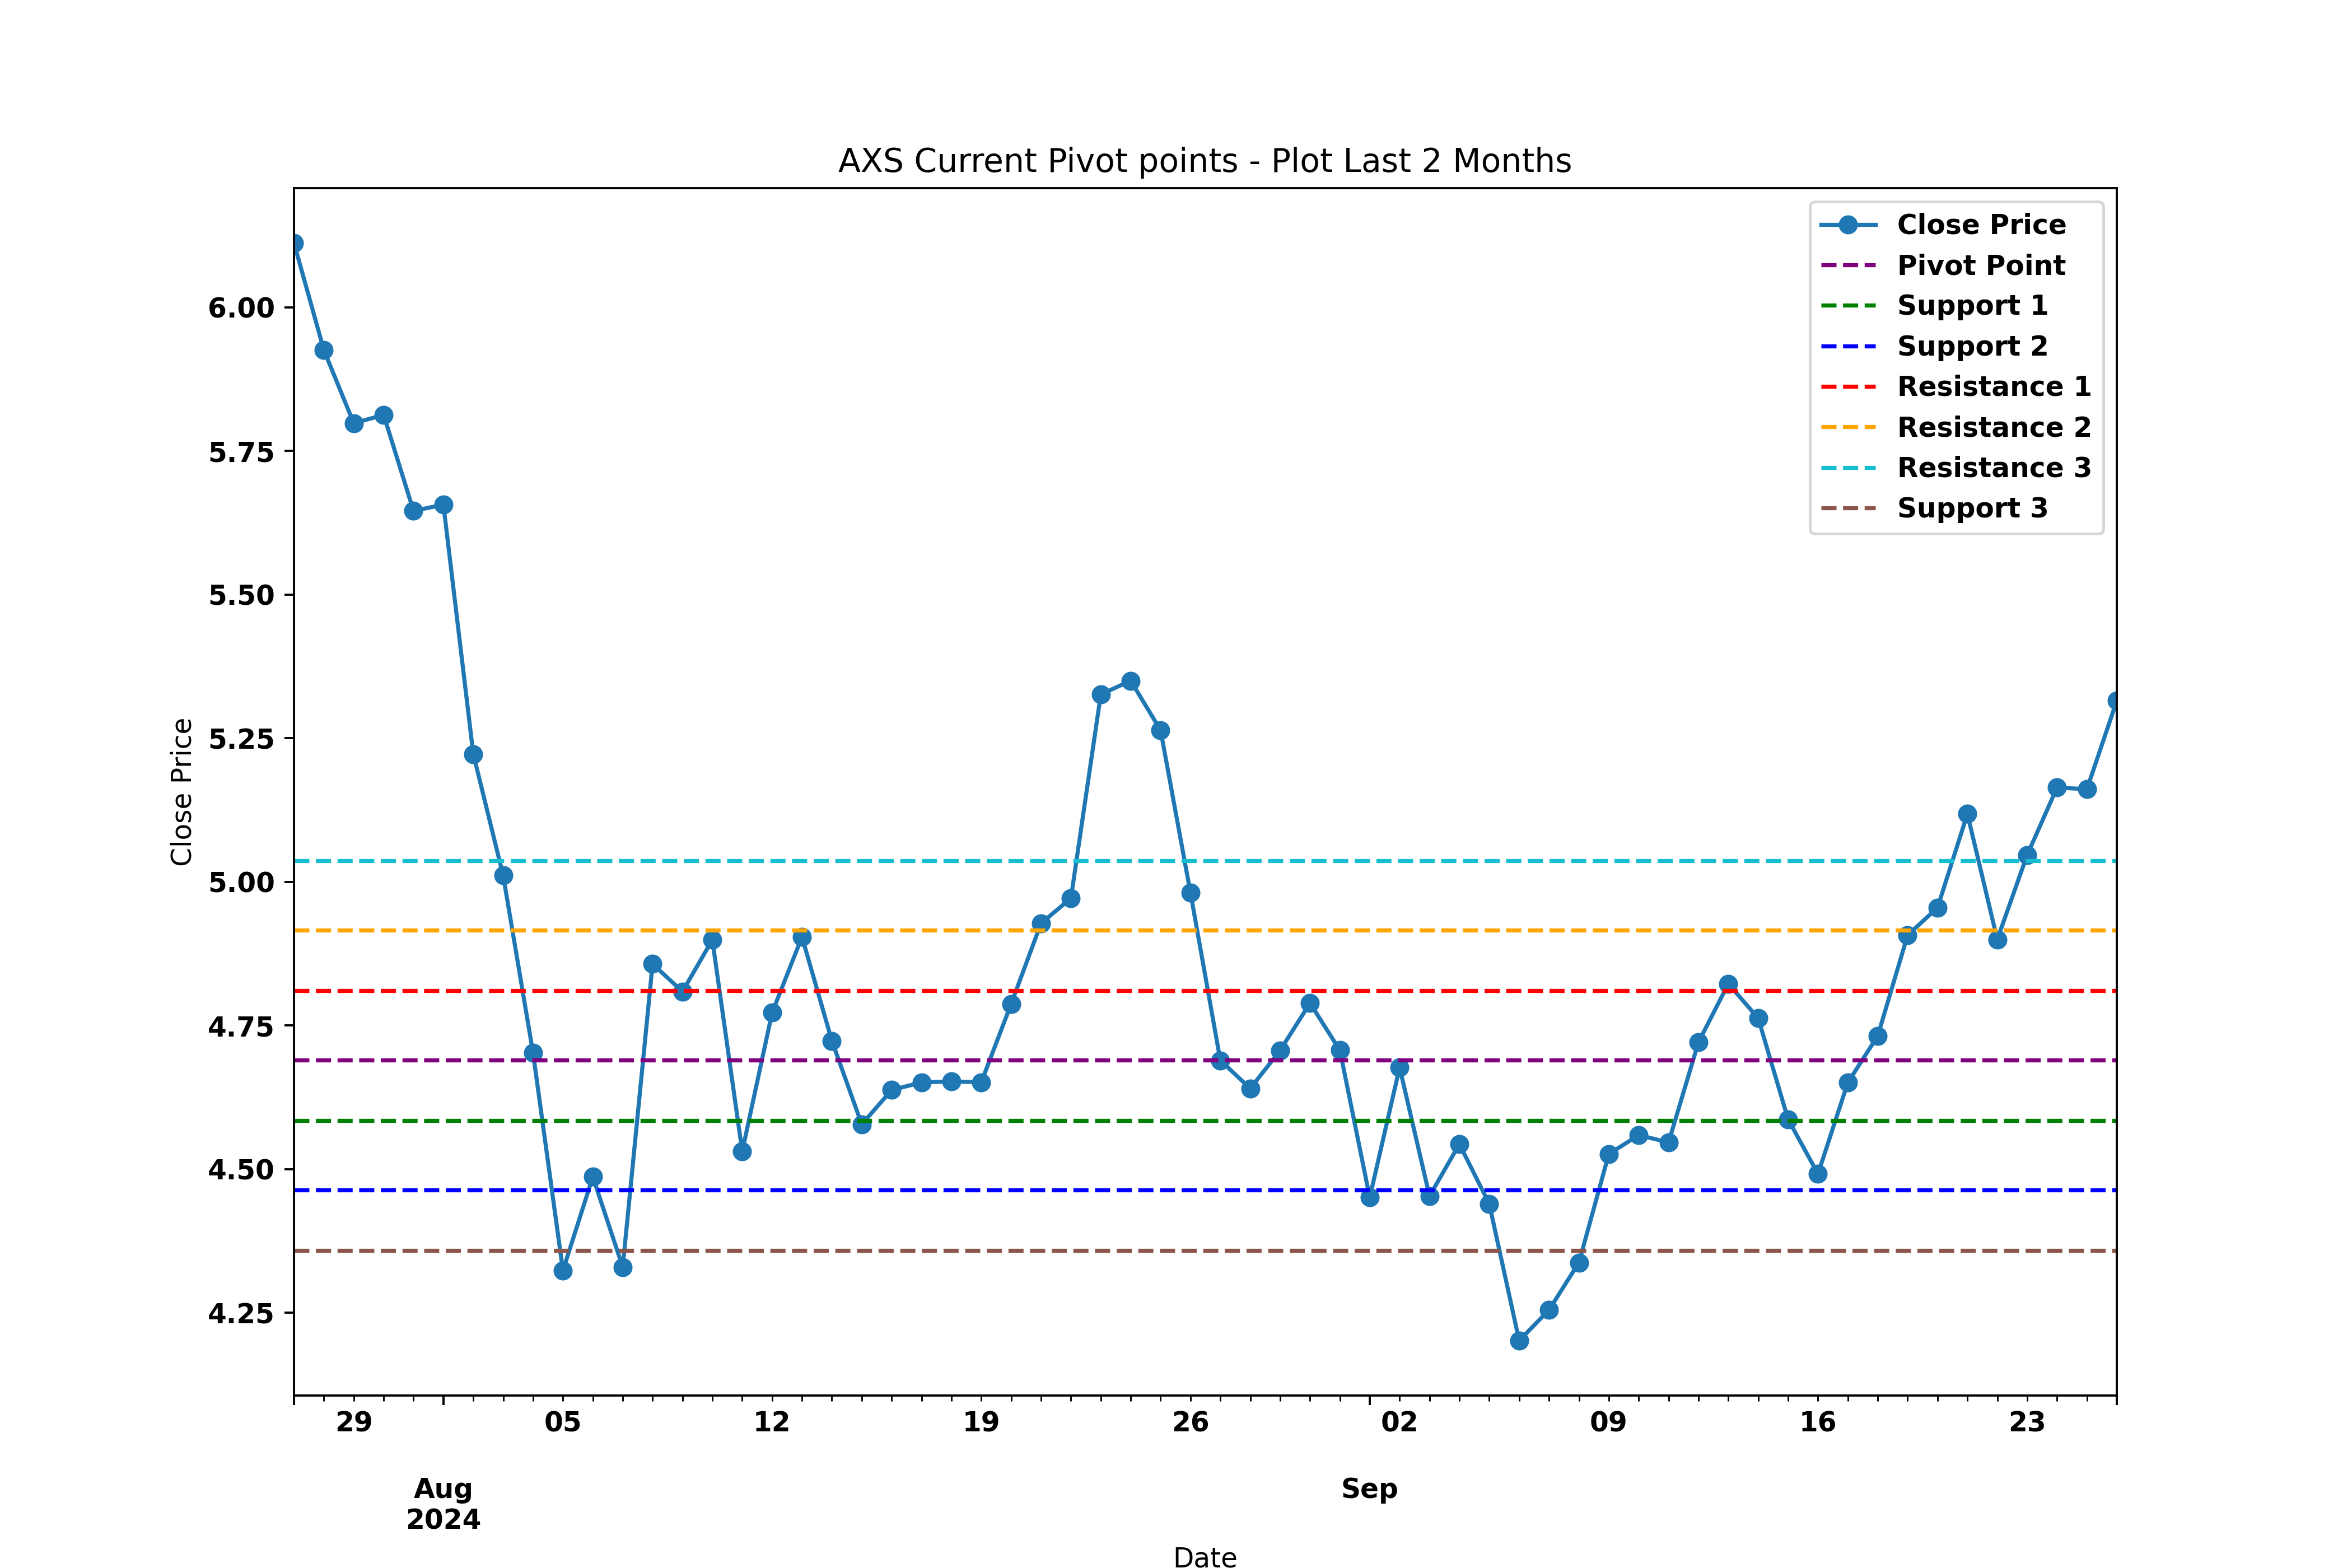 AXS Current Pivot points - Plot Last 2 Months
Close Price
Pivot Point
Support 1
Support 2
Resistance 1
Resistance 2
Resistance 3
Support 3
Close Price
6.00
5.75
5.50
5.25
5.00
4.75
4.50
4.25
29 05 12 19 26 02 09 16 23
Aug Sep
2024
Date